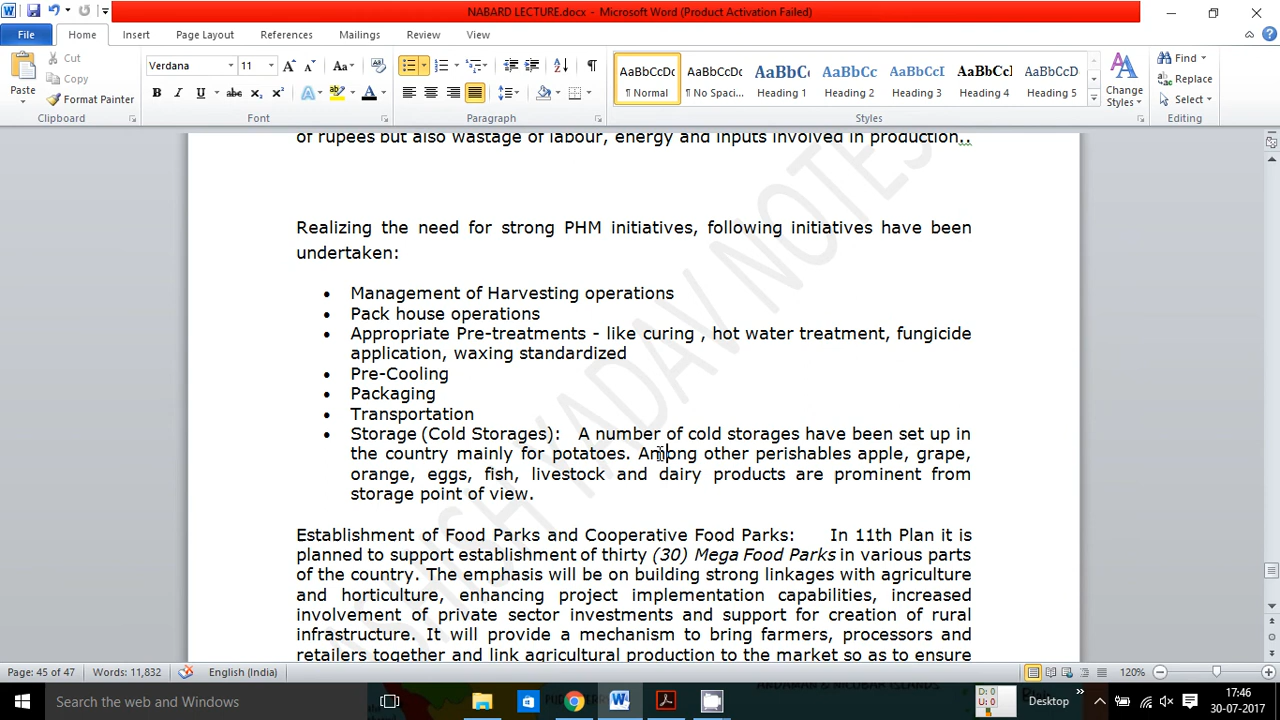 NABARD LECTURE.docx - Microsoft Word (Product Activation Failed)
File Home Insert Page Layout References Mailings Review View
Cut
Copy
Format Painter
Paste
Clipboard
Verdana 11
Font
Paragraph
AaBbCcDc AaBbCcDc AaBbC AaBbCc AaBbCcI AaBbCcI AaBbCcDc
¶ Normal ¶ No Spaci... Heading 1 Heading 2 Heading 3 Heading 4 Heading 5
Change Styles
Styles
Find
Replace
Select
Editing
of rupees but also wastage of labour, energy and inputs involved in production..
Realizing the need for strong PHM initiatives, following initiatives have been
undertaken:
• Management of Harvesting operations
• Pack house operations
• Appropriate Pre-treatments - like curing , hot water treatment, fungicide
application, waxing standardized
• Pre-Cooling
• Packaging
• Transportation
• Storage (Cold Storages): A number of cold storages have been set up in
the country mainly for potatoes. Among other perishables apple, grape,
orange, eggs, fish, livestock and dairy products are prominent from
storage point of view.
Establishment of Food Parks and Cooperative Food Parks: In 11th Plan it is
planned to support establishment of thirty (30) Mega Food Parks in various parts
of the country. The emphasis will be on building strong linkages with agriculture
and horticulture, enhancing project implementation capabilities, increased
involvement of private sector investments and support for creation of rural
infrastructure. It will provide a mechanism to bring farmers, processors and
retailers together and link agricultural production to the market so as to ensure
YADAV NOTES
Page: 45 of 47 Words: 11,832 English (India) 120%
Search the web and Windows
ANDAMAN & NICOBAR ISLANDS
D: 0
U: 0
Desktop
17:46
30-07-2017